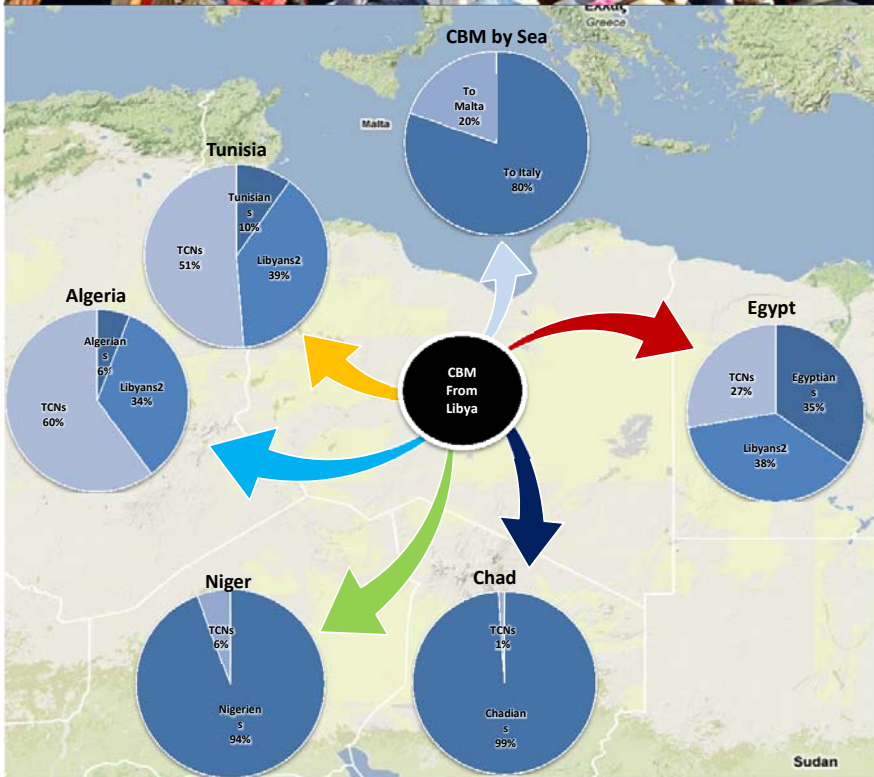 Ελλάς
Greece
CBM by Sea
To
Malta
20%
Malta
To Italy
80%
Tunisia
Tunisian
s
10%
TCNs
51%
Libyans2
39%
Algeria
Algerian
s
6%
Libyans2
34%
TCNs
60%
CBM
From
Libya
Egypt
TCNs
27%
Egyptian
s
35%
Libyans2
38%
Niger
TCNs
6%
Nigerien
s
94%
Chad
TCNs
1%
Chadian
s
99%
Sudan